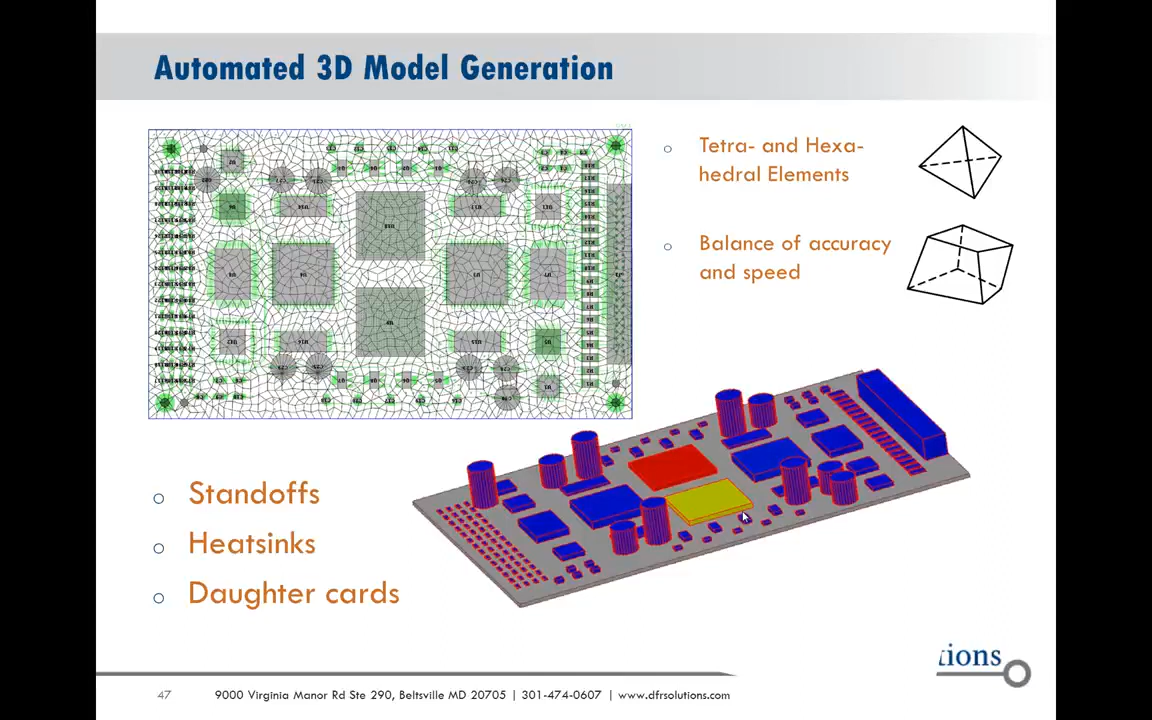 Automated 3D Model Generation
Tetra- and Hexa-
hedral Elements
Balance of accuracy
and speed
Standoffs
Heatsinks
Daughter cards
tions
47
9000 Virginia Manor Rd Ste 290, Beltsville MD 20705 | 301-474-0607 | www.dfrsolutions.com